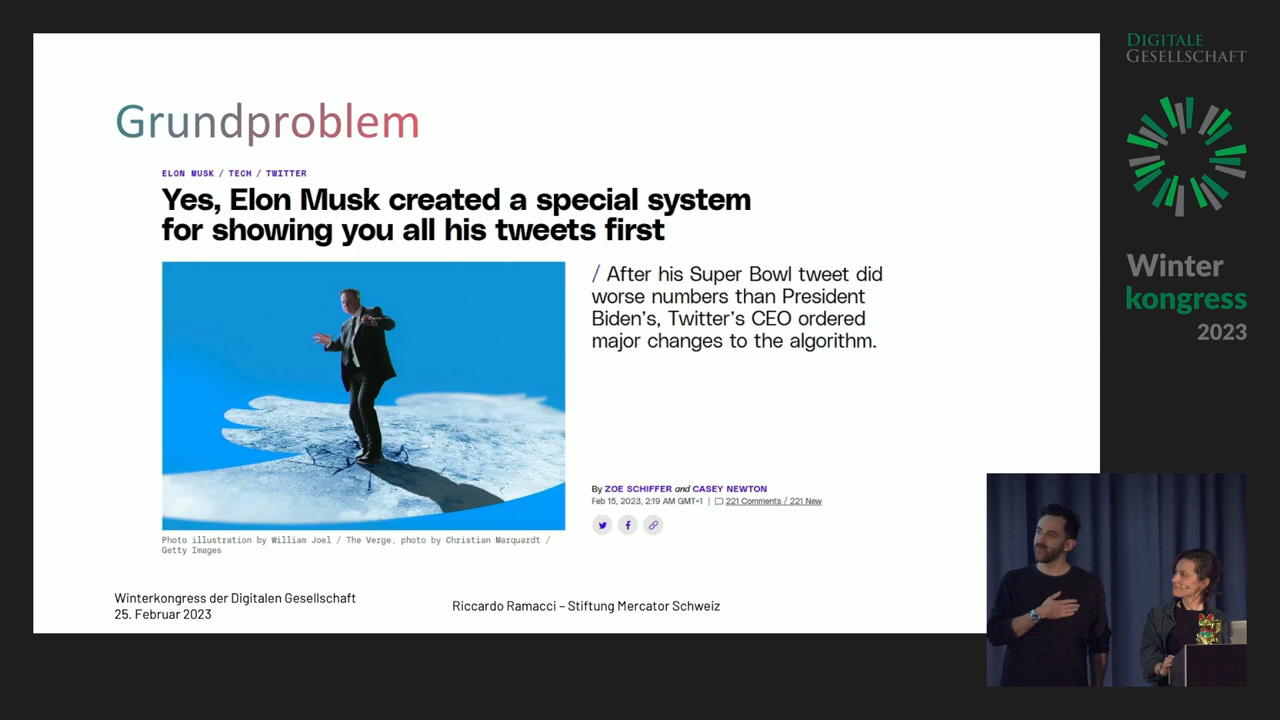 Grundproblem
ELON MUSK / TECH / TWITTER
Yes, Elon Musk created a special system
for showing you all his tweets first
/ After his Super Bowl tweet did
worse numbers than President
Biden's, Twitter's CEO ordered
major changes to the algorithm.
By ZOE SCHIFFER and CASEY NEWTON
Feb 15, 2023, 2:19 AM GMT+1 | 221 Comments / 221 New
Photo illustration by William Joel / The Verge, photo by Christian Marquardt /
Getty Images
Winterkongress der Digitalen Gesellschaft
25. Februar 2023
Riccardo Ramacci – Stiftung Mercator Schweiz
DIGITALE
GESELLSCHAFT
Winter
kongress
2023